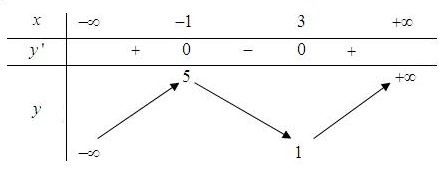 x –∞ –1 3 +∞
y' + 0 – 0 +
5 +∞
y
–∞ 1